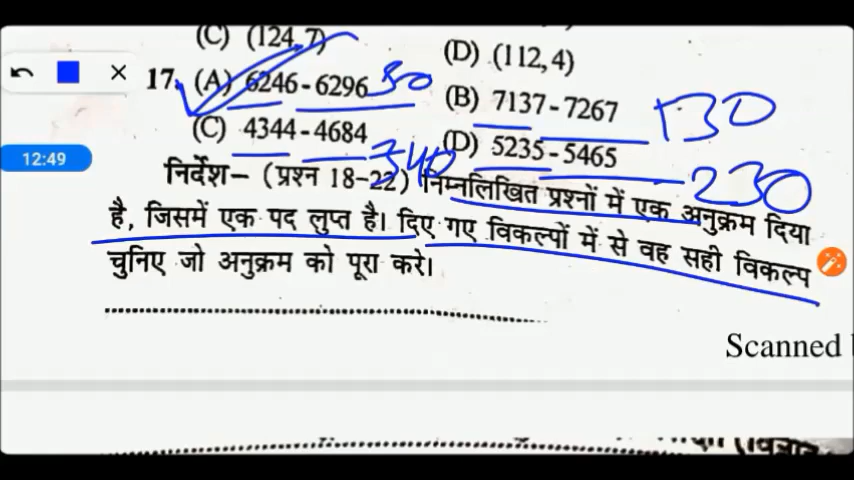 (C) (124,7)
(D) (112,4)
17. (A) 6246-6296 50
(B) 7137-7267 130
(C) 4344-4684 340
(D) 5235-5465 230
12:49
निर्देश- (प्रश्न 18-22) निम्नलिखित प्रश्नों में एक अनुक्रम दिया
है, जिसमें एक पद लुप्त है। दिए गए विकल्पों में से वह सही विकल्प
चुनिए जो अनुक्रम को पूरा करे।
Scanned